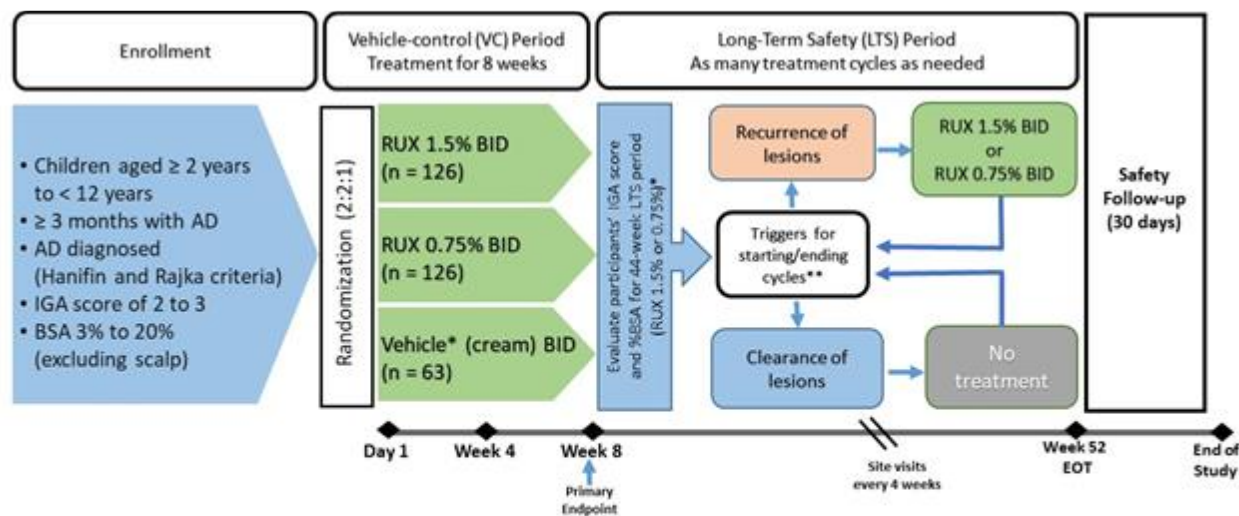 Enrollment
Vehicle-control (VC) Period
Treatment for 8 weeks
Long-Term Safety (LTS) Period
As many treatment cycles as needed
• Children aged ≥ 2 years
to < 12 years
• ≥ 3 months with AD
• AD diagnosed
(Hanifin and Rajka criteria)
• IGA score of 2 to 3
• BSA 3% to 20%
(excluding scalp)
Randomization (2:2:1)
RUX 1.5% BID
(n = 126)
RUX 0.75% BID
(n = 126)
Vehicle* (cream) BID
(n = 63)
Evaluate participants' IGA score
and %BSA for 44-week LTS period
(RUX 1.5% or 0.75%)*
Recurrence of
lesions
RUX 1.5% BID
or
RUX 0.75% BID
Triggers for
starting/ending
cycles**
Clearance of
lesions
No
treatment
Safety
Follow-up
(30 days)
Day 1
Week 4
Week 8
Primary
Endpoint
Site visits
every 4 weeks
Week 52
EOT
End of
Study